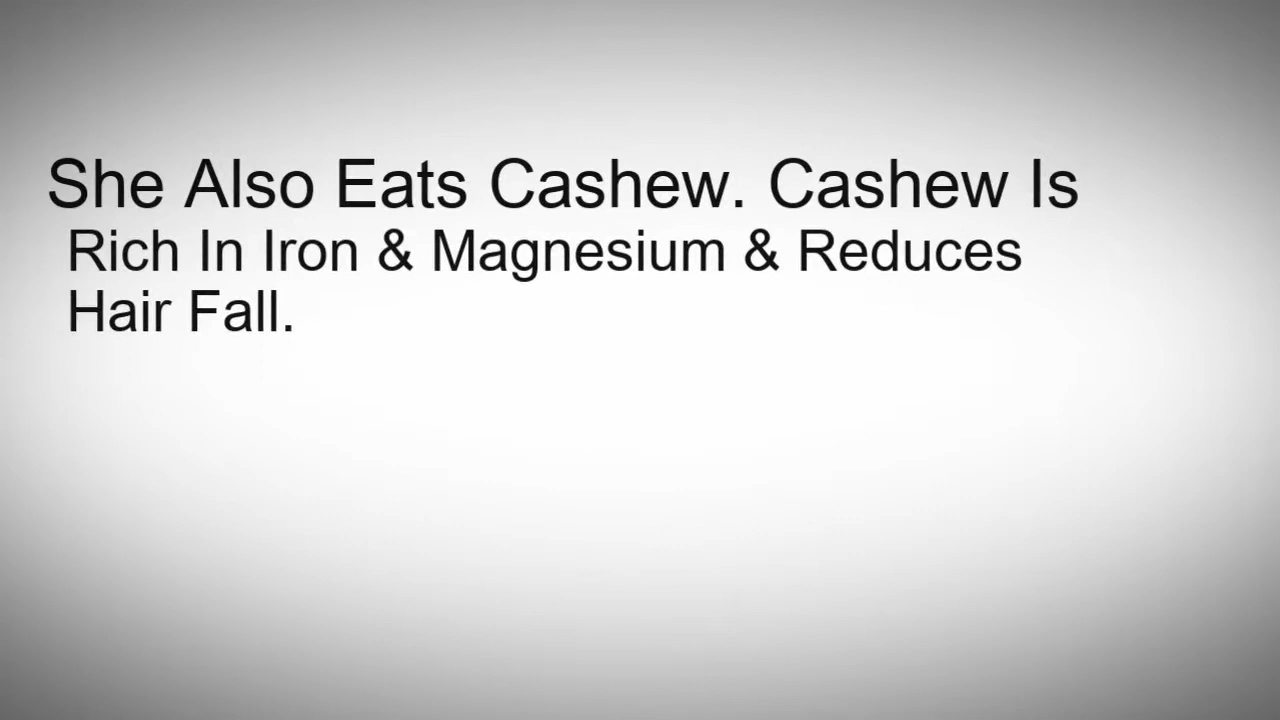 She Also Eats Cashew. Cashew Is
Rich In Iron & Magnesium & Reduces
Hair Fall.